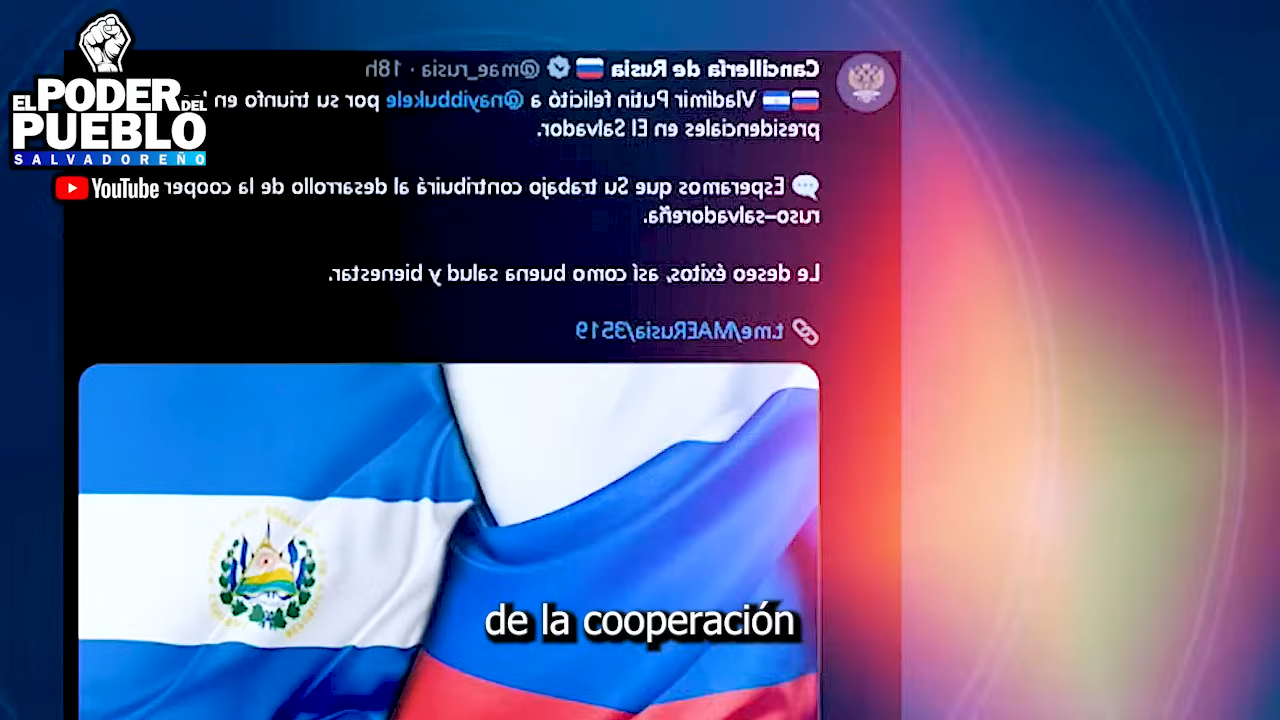 EL PODER DEL
PUEBLO
SALVADOREÑO
YouTube
Cancillería de Rusia @mae_rusia · 18h
Vladímir Putin felicitó a @nayibbukele por su triunfo en
presidenciales en El Salvador.
Esperamos que Su trabajo contribuirá al desarrollo de la cooper
ruso–salvadoreña.
Le deseo éxitos, así como buena salud y bienestar.
t.me/MAERusia/3519
de la cooperación